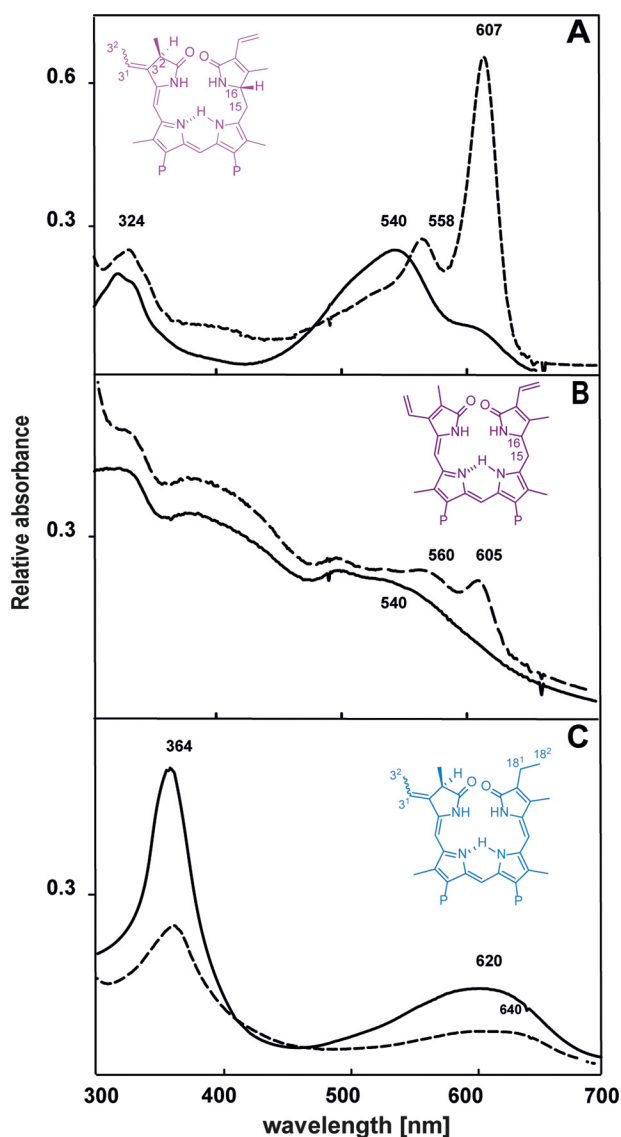 A
607
3²
H
O
O
3²
3¹
NH
HN
16
H
15
H
N
N
P
P
0.6
324
540
558
0.3
B
O
O
NH
HN
16
15
H
N
N
P
P
0.3
560
605
540
Relative absorbance
C
364
18¹
18²
3²
H
O
O
3¹
NH
HN
H
N
N
P
P
0.3
620
640
300
400
500
600
700
wavelength [nm]